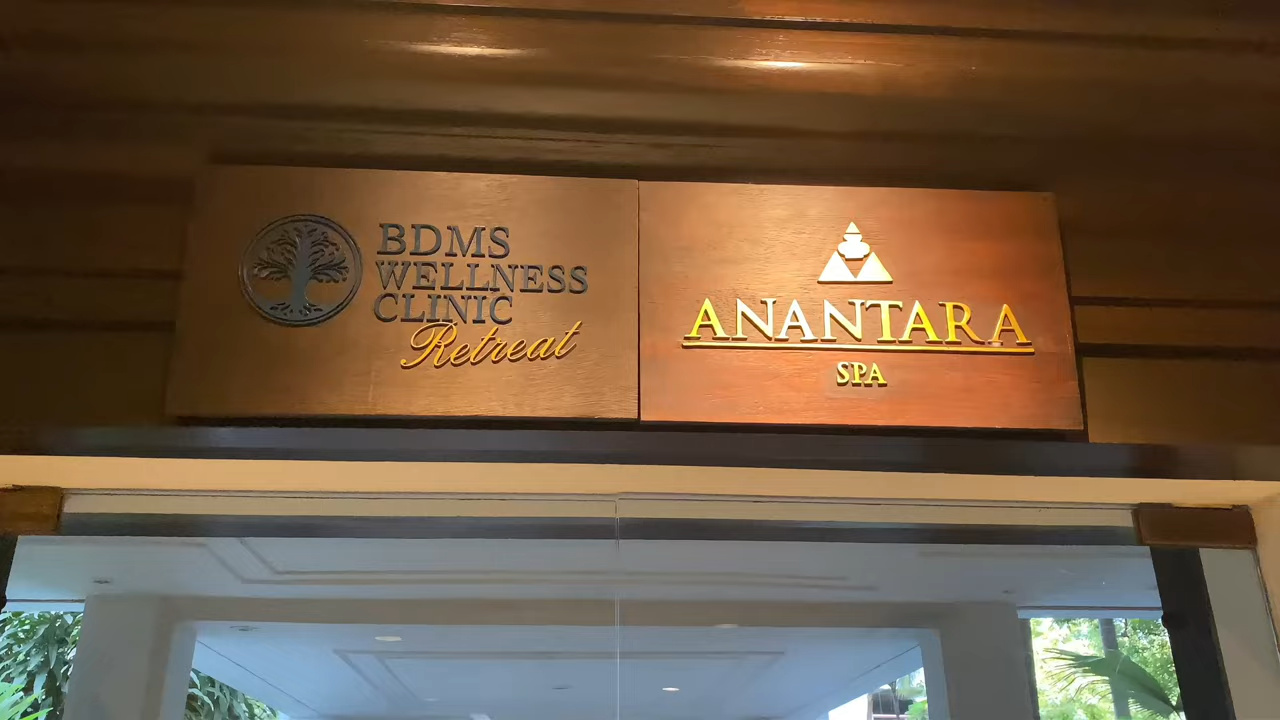 BDMS
WELLNESS
CLINIC
Retreat
ANANTARA
SPA